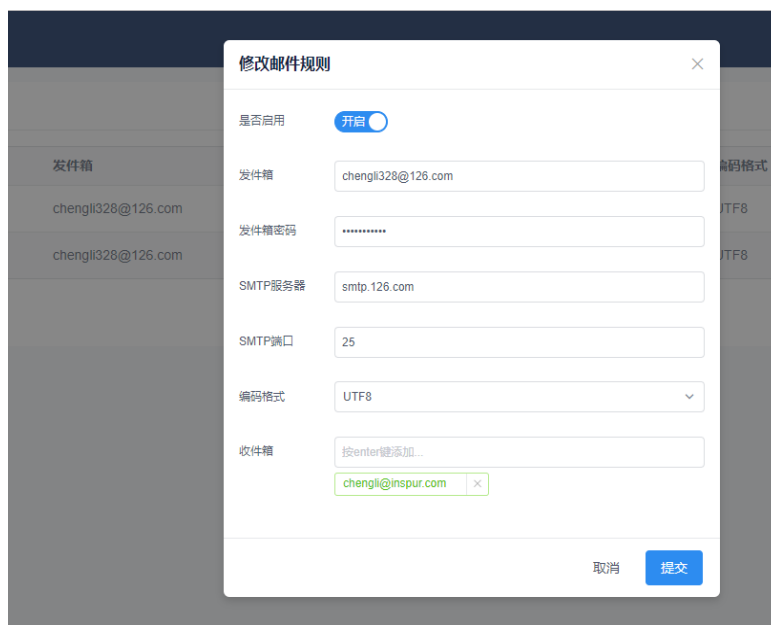 修改邮件规则
是否启用
开启
发件箱
编码格式
发件箱
chengli328@126.com
chengli328@126.com
UTF8
发件箱密码
•••••••••••
chengli328@126.com
UTF8
SMTP服务器
smtp.126.com
SMTP端口
25
编码格式
UTF8
收件箱
按enter键添加...
chengli@inspur.com
取消
提交